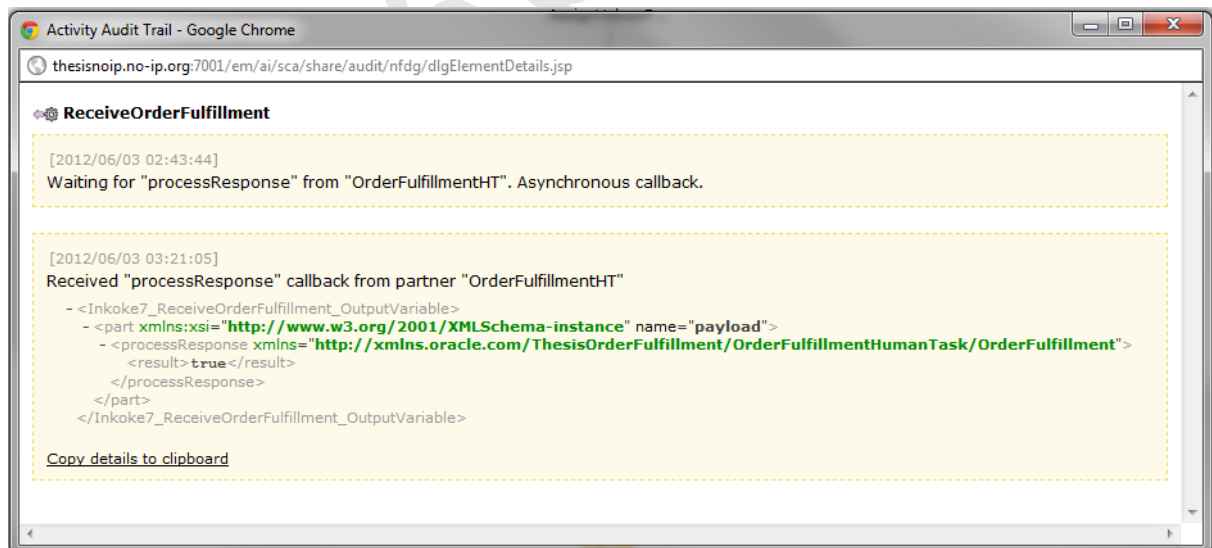 Activity Audit Trail - Google Chrome
thesisnoip.no-ip.org:7001/em/ai/sca/share/audit/nfdg/dlgElementDetails.jsp
ReceiveOrderFulfillment
[2012/06/03 02:43:44]
Waiting for "processResponse" from "OrderFulfillmentHT". Asynchronous callback.
[2012/06/03 03:21:05]
Received "processResponse" callback from partner "OrderFulfillmentHT"
- <Inkoke7_ReceiveOrderFulfillment_OutputVariable>
- <part xmlns:xsi="http://www.w3.org/2001/XMLSchema-instance" name="payload">
- <processResponse xmlns="http://xmlns.oracle.com/ThesisOrderFulfillment/OrderFulfillmentHumanTask/OrderFulfillment">
<result>true</result>
</processResponse>
</part>
</Inkoke7_ReceiveOrderFulfillment_OutputVariable>
Copy details to clipboard